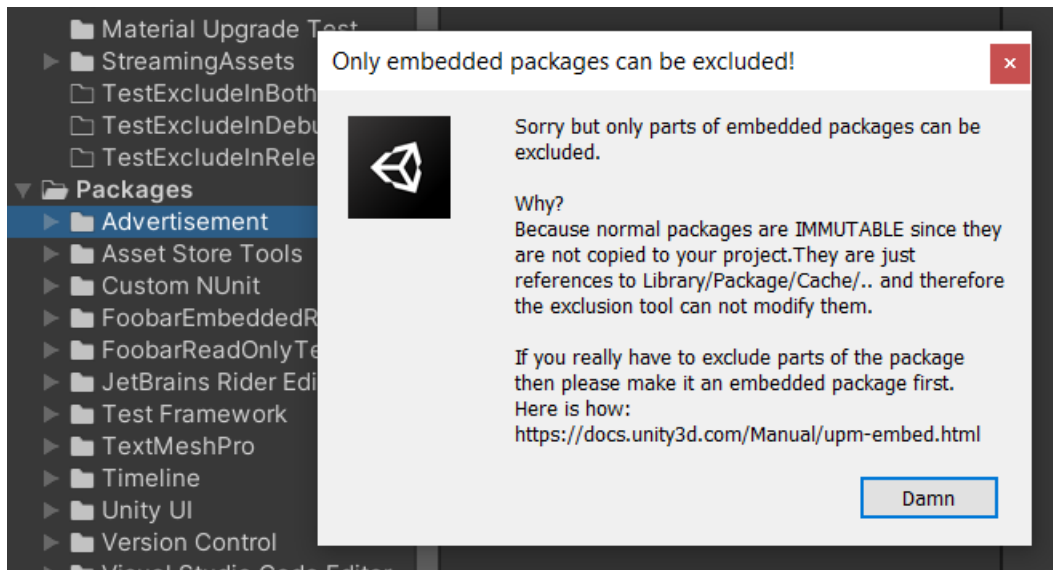 Material Upgrade Test
StreamingAssets
TestExcludeInBoth
TestExcludeInDebu
TestExcludeInRele
Packages
Advertisement
Asset Store Tools
Custom NUnit
FoobarEmbeddedR
FoobarReadOnlyTe
JetBrains Rider Edi
Test Framework
TextMeshPro
Timeline
Unity UI
Version Control
Visual Studio Code Editor
Only embedded packages can be excluded!
Sorry but only parts of embedded packages can be
excluded.
Why?
Because normal packages are IMMUTABLE since they
are not copied to your project.They are just
references to Library/Package/Cache/.. and therefore
the exclusion tool can not modify them.
If you really have to exclude parts of the package
then please make it an embedded package first.
Here is how:
https://docs.unity3d.com/Manual/upm-embed.html
Damn